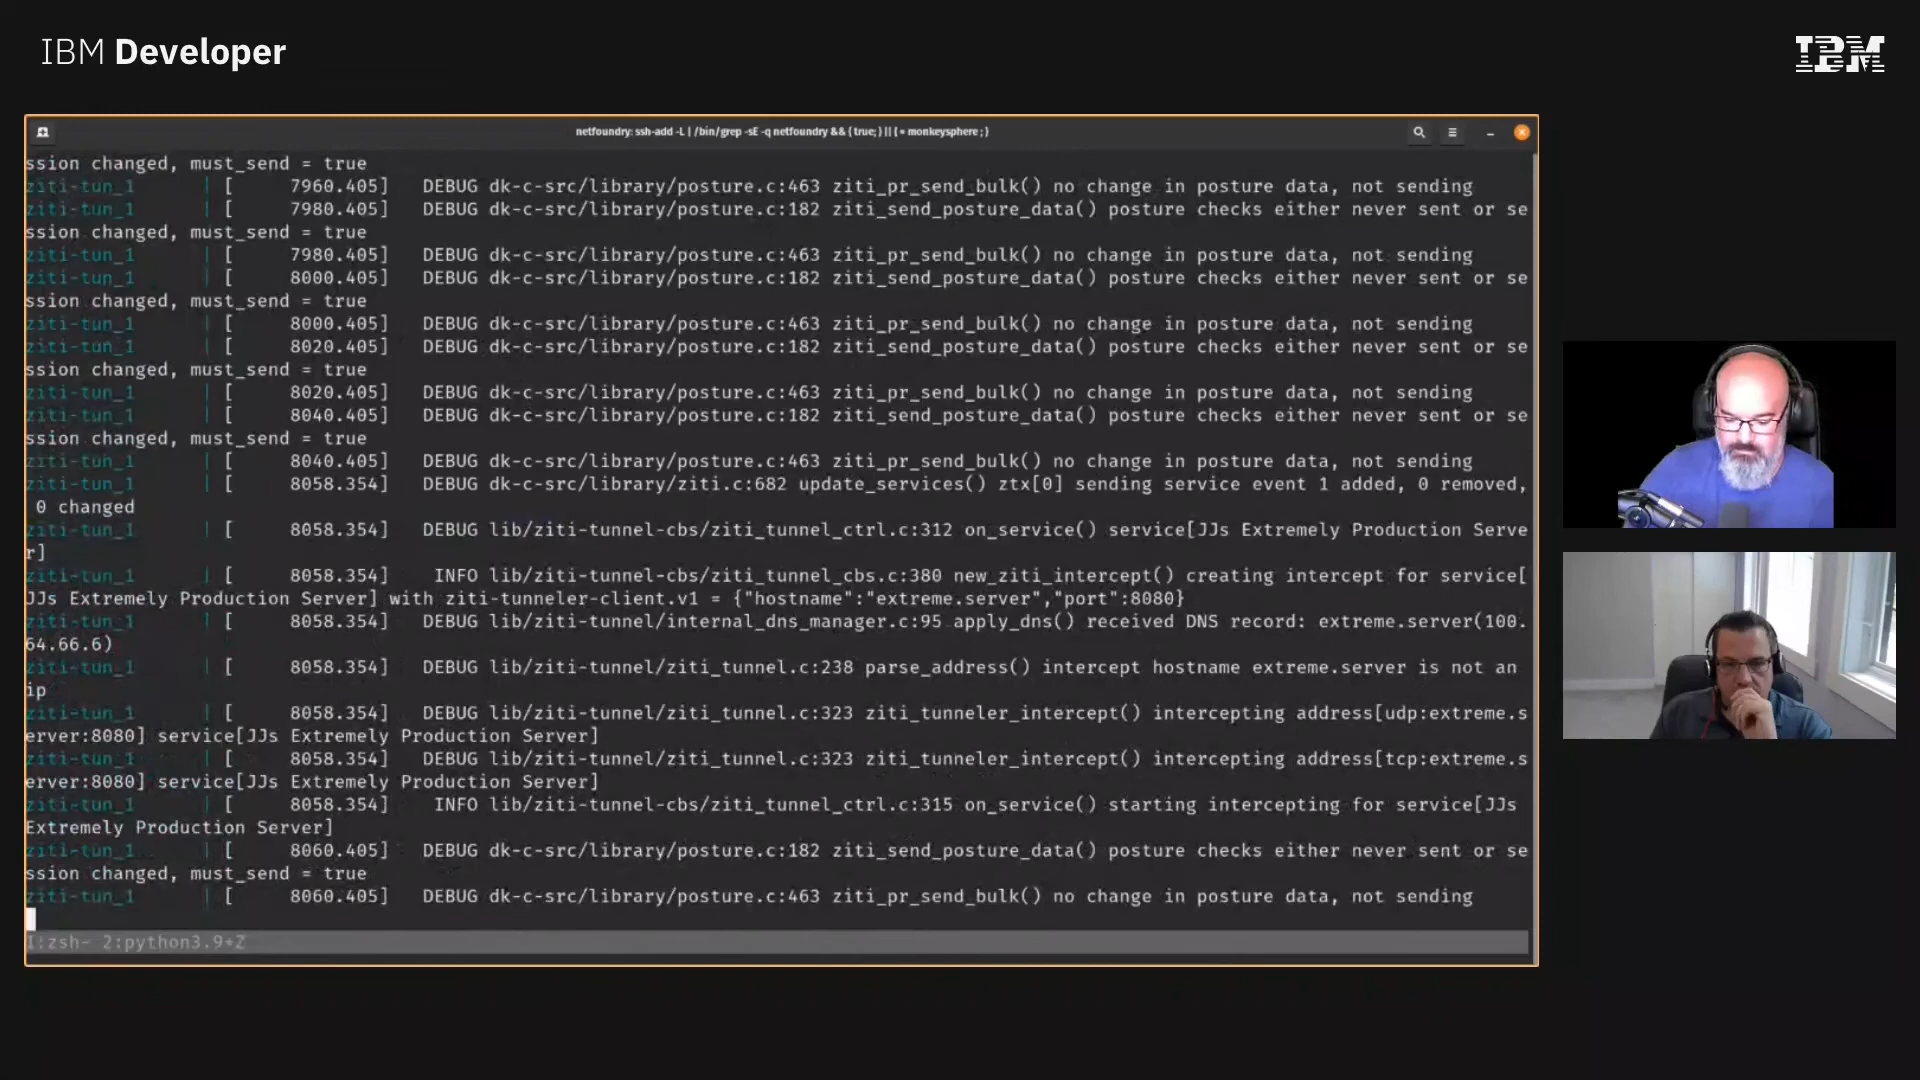 IBM Developer
IBM
netfoundry: ssh-add -L | /bin/grep -sE -q netfoundry && { true; } || { = monkeysphere ; }
ssion changed, must_send = true
ziti-tun_1 | [ 7960.405] DEBUG dk-c-src/library/posture.c:463 ziti_pr_send_bulk() no change in posture data, not sending
ziti-tun_1 | [ 7980.405] DEBUG dk-c-src/library/posture.c:182 ziti_send_posture_data() posture checks either never sent or se
ssion changed, must_send = true
ziti-tun_1 | [ 7980.405] DEBUG dk-c-src/library/posture.c:463 ziti_pr_send_bulk() no change in posture data, not sending
ziti-tun_1 | [ 8000.405] DEBUG dk-c-src/library/posture.c:182 ziti_send_posture_data() posture checks either never sent or se
ssion changed, must_send = true
ziti-tun_1 | [ 8000.405] DEBUG dk-c-src/library/posture.c:463 ziti_pr_send_bulk() no change in posture data, not sending
ziti-tun_1 | [ 8020.405] DEBUG dk-c-src/library/posture.c:182 ziti_send_posture_data() posture checks either never sent or se
ssion changed, must_send = true
ziti-tun_1 | [ 8020.405] DEBUG dk-c-src/library/posture.c:463 ziti_pr_send_bulk() no change in posture data, not sending
ziti-tun_1 | [ 8040.405] DEBUG dk-c-src/library/posture.c:182 ziti_send_posture_data() posture checks either never sent or se
ssion changed, must_send = true
ziti-tun_1 | [ 8040.405] DEBUG dk-c-src/library/posture.c:463 ziti_pr_send_bulk() no change in posture data, not sending
ziti-tun_1 | [ 8058.354] DEBUG dk-c-src/library/ziti.c:682 update_services() ztx[0] sending service event 1 added, 0 removed,
0 changed
ziti-tun_1 | [ 8058.354] DEBUG lib/ziti-tunnel-cbs/ziti_tunnel_ctrl.c:312 on_service() service[JJs Extremely Production Serve
r]
ziti-tun_1 | [ 8058.354] INFO lib/ziti-tunnel-cbs/ziti_tunnel_cbs.c:380 new_ziti_intercept() creating intercept for service[
JJs Extremely Production Server] with ziti-tunneler-client.v1 = {"hostname":"extreme.server","port":8080}
ziti-tun_1 | [ 8058.354] DEBUG lib/ziti-tunnel/internal_dns_manager.c:95 apply_dns() received DNS record: extreme.server(100.
64.66.6)
ziti-tun_1 | [ 8058.354] DEBUG lib/ziti-tunnel/ziti_tunnel.c:238 parse_address() intercept hostname extreme.server is not an
ip
ziti-tun_1 | [ 8058.354] DEBUG lib/ziti-tunnel/ziti_tunnel.c:323 ziti_tunneler_intercept() intercepting address[udp:extreme.s
erver:8080] service[JJs Extremely Production Server]
ziti-tun_1 | [ 8058.354] DEBUG lib/ziti-tunnel/ziti_tunnel.c:323 ziti_tunneler_intercept() intercepting address[tcp:extreme.s
erver:8080] service[JJs Extremely Production Server]
ziti-tun_1 | [ 8058.354] INFO lib/ziti-tunnel-cbs/ziti_tunnel_ctrl.c:315 on_service() starting intercepting for service[JJs
Extremely Production Server]
ziti-tun_1 | [ 8060.405] DEBUG dk-c-src/library/posture.c:182 ziti_send_posture_data() posture checks either never sent or se
ssion changed, must_send = true
ziti-tun_1 | [ 8060.405] DEBUG dk-c-src/library/posture.c:463 ziti_pr_send_bulk() no change in posture data, not sending
1:zsh- 2:python3.9*Z